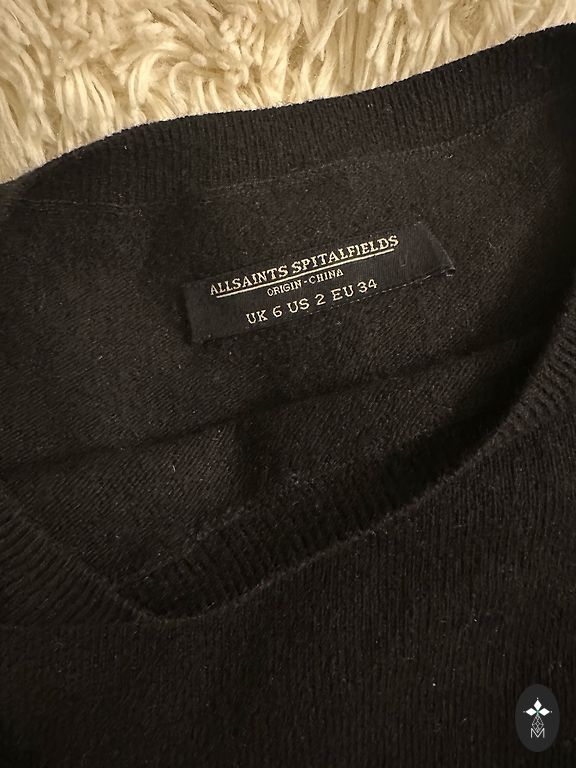 ALLSAINTS SPITALFIELDS
ORIGIN-CHINA
UK 6 US 2 EU 34
M